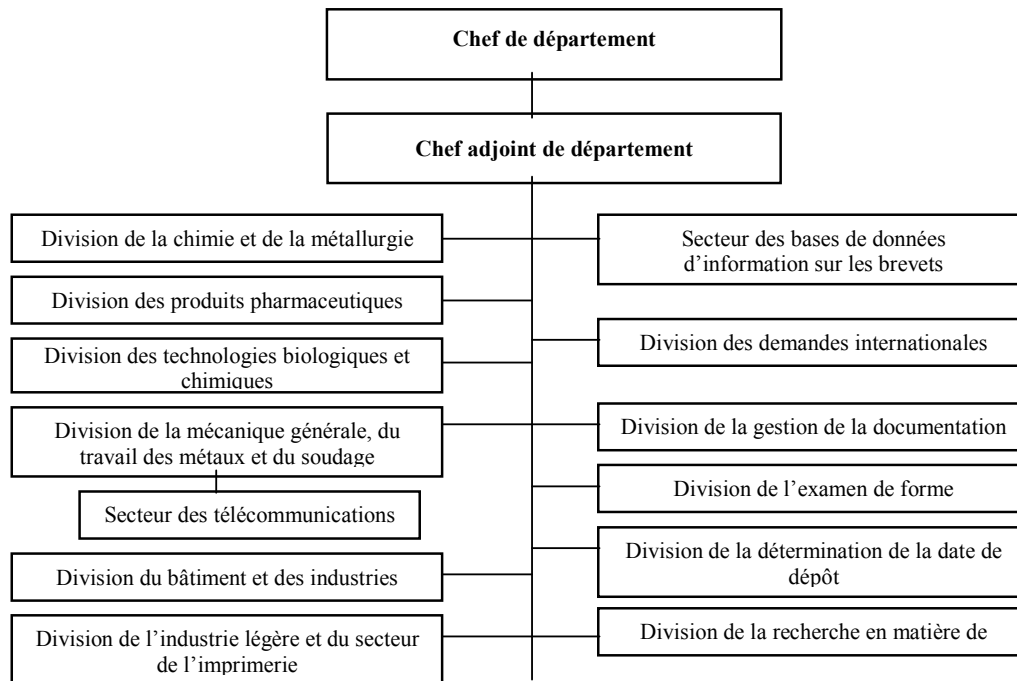 Chef de département
Chef adjoint de département
Division de la chimie et de la métallurgie
Division des produits pharmaceutiques
Division des technologies biologiques et
chimiques
Division de la mécanique générale, du
travail des métaux et du soudage
Secteur des télécommunications
Division du bâtiment et des industries
Division de l’industrie légère et du secteur
de l’imprimerie
Secteur des bases de données
d’information sur les brevets
Division des demandes internationales
Division de la gestion de la documentation
Division de l’examen de forme
Division de la détermination de la date de
dépôt
Division de la recherche en matière de